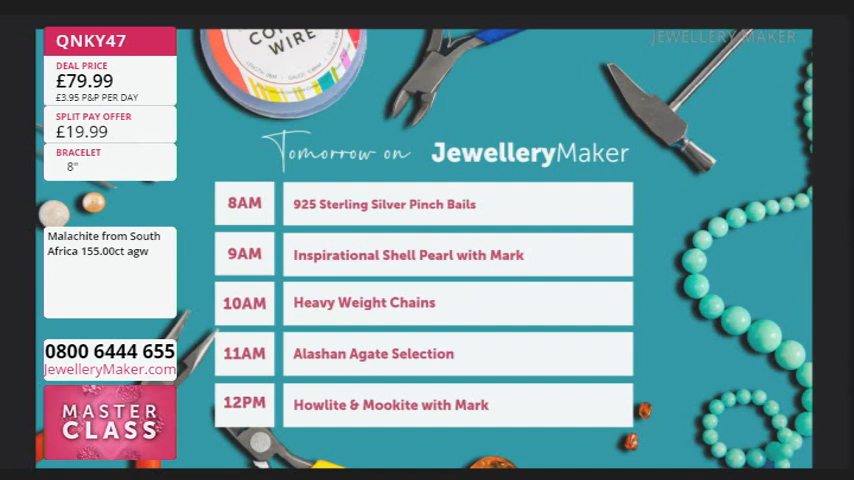 QNKY47
DEAL PRICE
£79.99
£3.95 P&P PER DAY
SPLIT PAY OFFER
£19.99
BRACELET
8"
Malachite from South
Africa 155.00ct agw
0800 6444 655
JewelleryMaker.com
MASTER
CLASS
WIRE
JEWELLERY MAKER
Tomorrow on JewelleryMaker
8AM 925 Sterling Silver Pinch Bails
9AM Inspirational Shell Pearl with Mark
10AM Heavy Weight Chains
11AM Alashan Agate Selection
12PM Howlite & Mookite with Mark